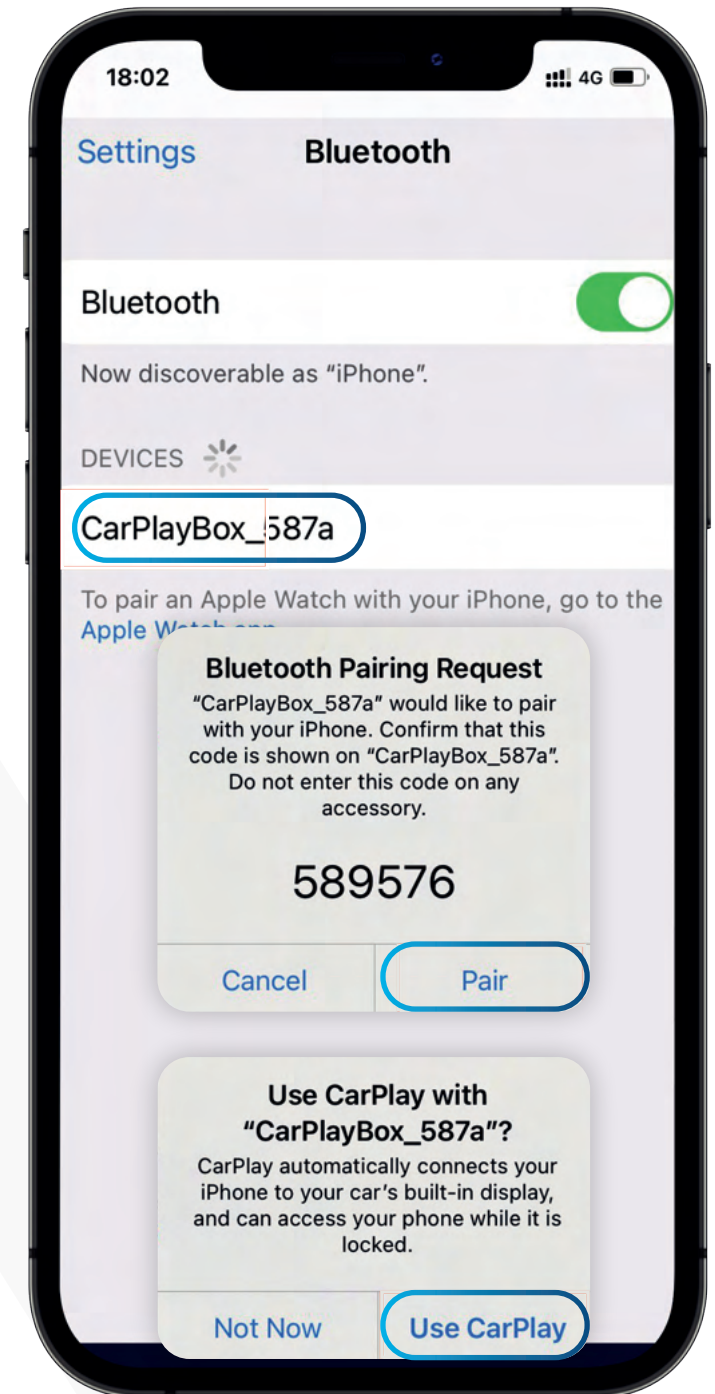 18:02 4G
Settings Bluetooth
Bluetooth
Now discoverable as “iPhone”.
DEVICES
CarPlayBox_587a
To pair an Apple Watch with your iPhone, go to the
Apple Watch app
Bluetooth Pairing Request
“CarPlayBox_587a” would like to pair
with your iPhone. Confirm that this
code is shown on “CarPlayBox_587a”.
Do not enter this code on any
accessory.
589576
Cancel Pair
Use CarPlay with
“CarPlayBox_587a”?
CarPlay automatically connects your
iPhone to your car’s built-in display,
and can access your phone while it is
locked.
Not Now Use CarPlay